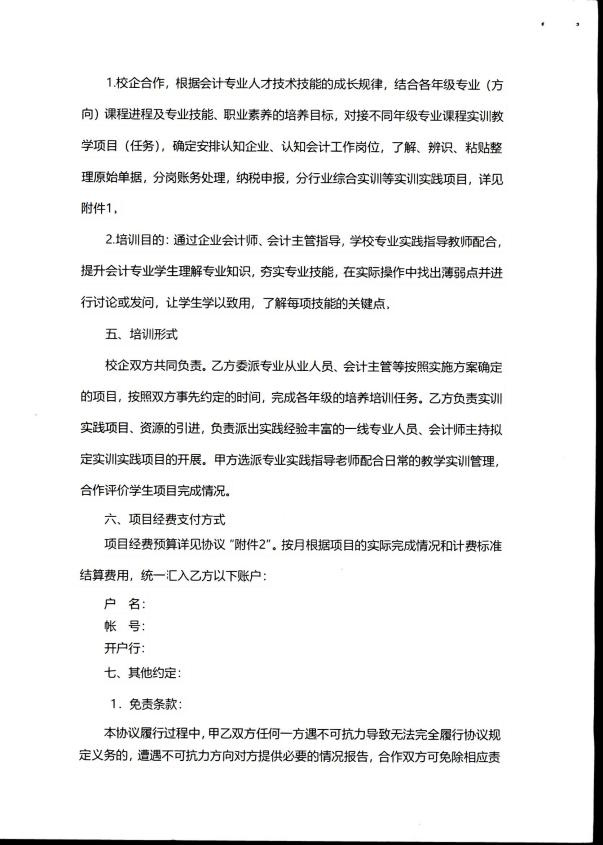 1.校企合作，根据会计专业人才技术技能的成长规律，结合各年级专业（方
向）课程进程及专业技能、职业素养的培养目标，对接不同年级专业课程实训教
学项目（任务），确定安排认知企业、认知会计工作岗位，了解、辨识、粘贴整
理原始单据，分岗账务处理，纳税申报，分行业综合实训等实训实践项目，详见
附件1，
2.培训目的：通过企业会计师、会计主管指导，学校专业实践指导教师配合，
提升会计专业学生理解专业知识，夯实专业技能，在实际操作中找出薄弱点并进
行讨论或发问，让学生学以致用，了解每项技能的关键点．
五、培训形式
校企双方共同负责。乙方委派专业从业人员、会计主管等按照实施方案确定
的项目，按照双方事先约定的时间，完成各年级的培养培训任务。乙方负责实训
实践项目、资源的引进，负责派出实践经验丰富的一线专业人员、会计师主持拟
定实训实践项目的开展。甲方选派专业实践指导老师配合日常的教学实训管理，
合作评价学生项目完成情况。
六、项目经费支付方式
项目经费预算详见协议“附件2”。按月根据项目的实际完成情况和计费标准
结算费用，统一汇入乙方以下账户：
户　名：
帐　号：
开户行：
七、其他约定：
1．免责条款：
本协议履行过程中，甲乙双方任何一方遇不可抗力导致无法完全履行协议规
定义务的，遭遇不可抗力方向对方提供必要的情况报告，合作双方可免除相应责